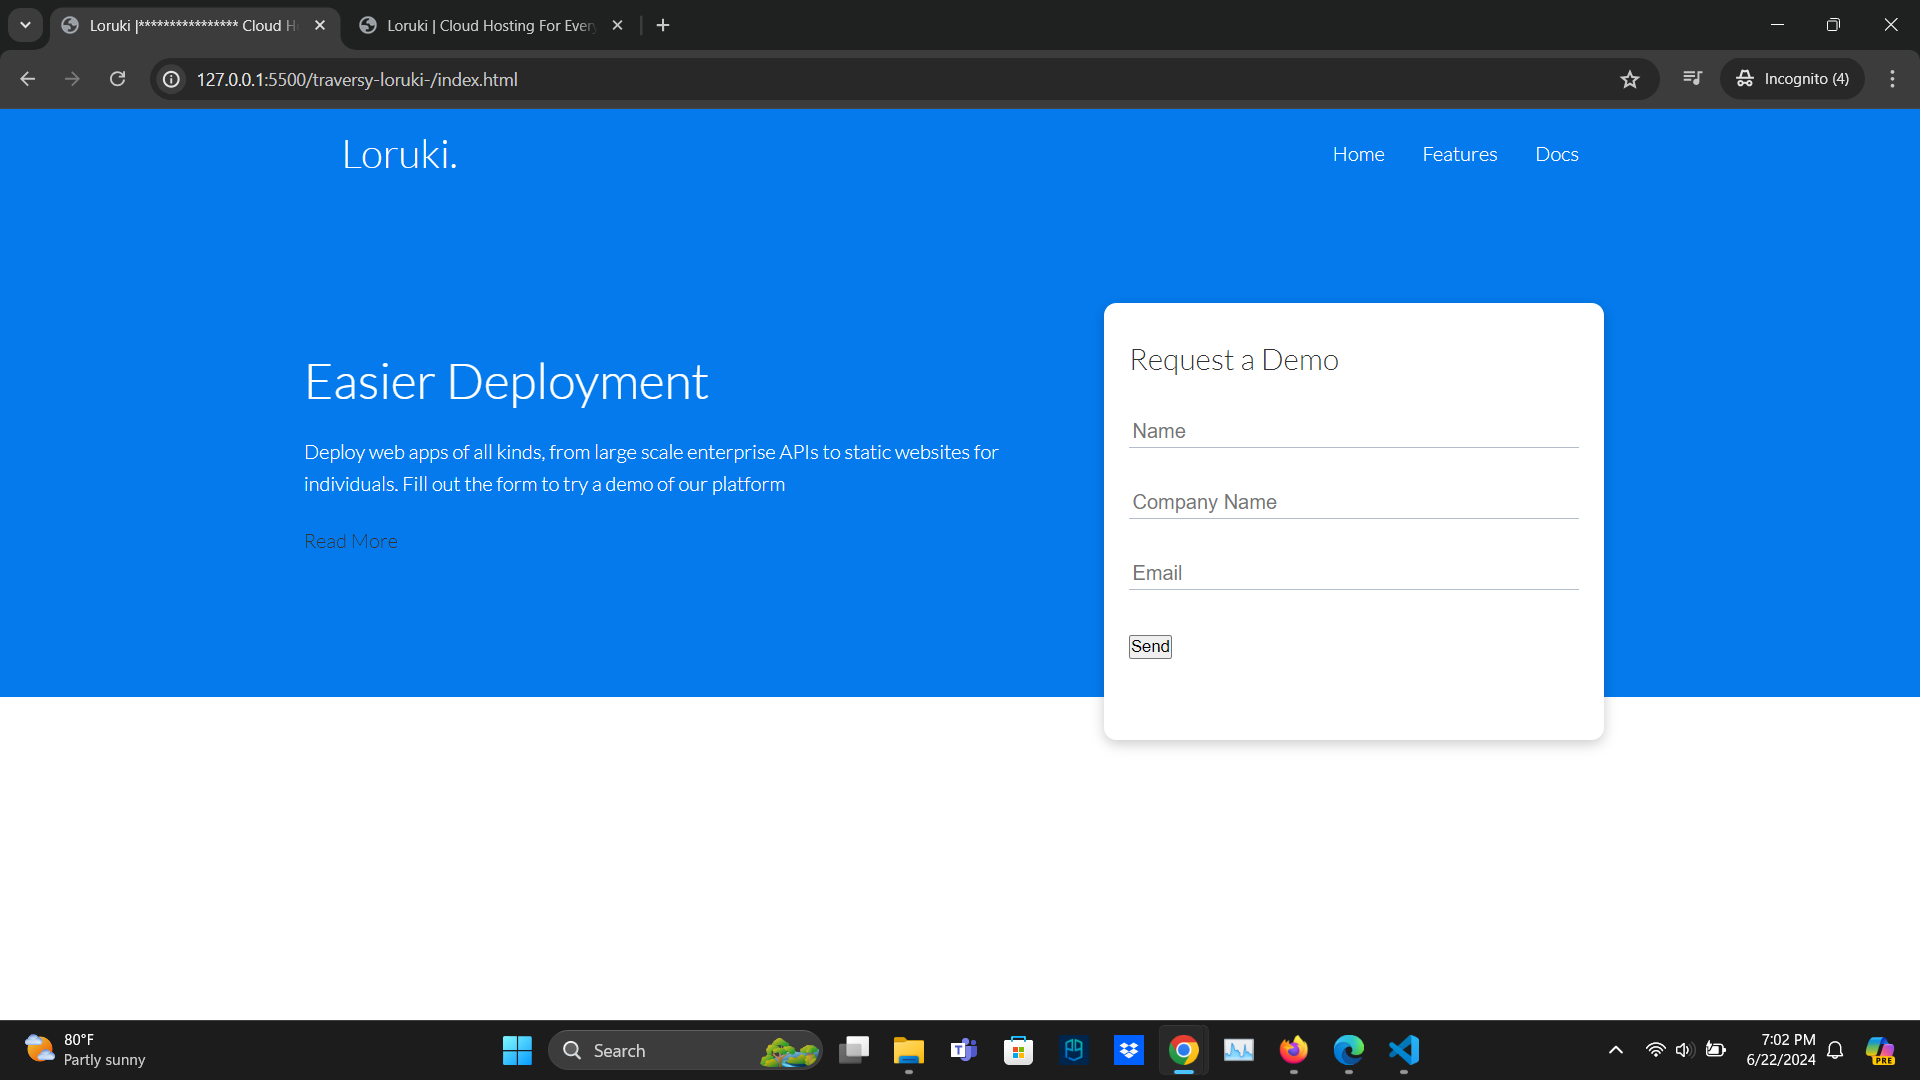 Loruki |**************** Cloud H
Loruki | Cloud Hosting For Ever
127.0.0.1:5500/traversy-loruki-/index.html
Incognito (4)
Loruki.
Home
Features
Docs
Easier Deployment
Deploy web apps of all kinds, from large scale enterprise APIs to static websites for
individuals. Fill out the form to try a demo of our platform
Read More
Request a Demo
Name
Company Name
Email
Send
80°F
Partly sunny
Search
7:02 PM
6/22/2024
PRE